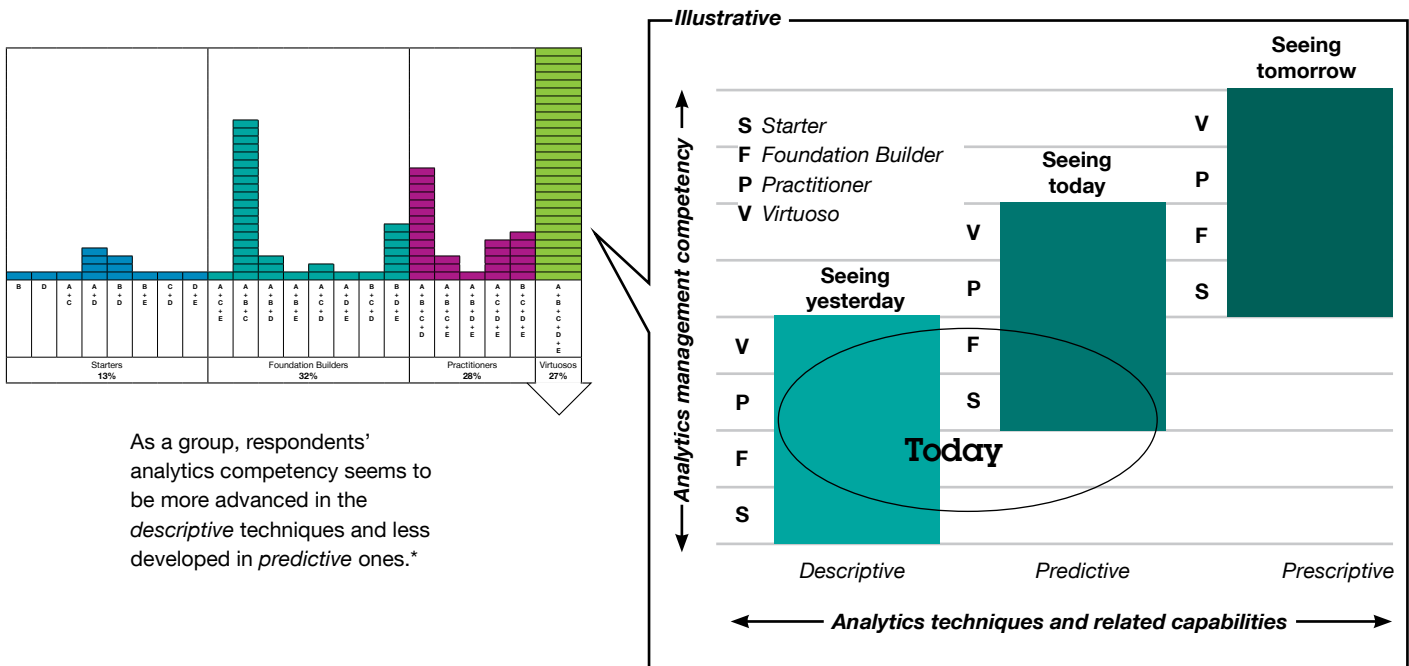 B
D
A + C
A + D
B + D
B + E
C + D
D + E
A + C + E
A + B + C
A + B + D
A + B + E
A + C + D
A + D + E
B + C + D
B + D + E
A + B + C + D
A + B + C + E
A + B + D + E
A + C + D + E
B + C + D + E
A + B + C + D + E
Starters
13%
Foundation Builders
32%
Practitioners
28%
Virtuosos
27%
As a group, respondents’
analytics competency seems to
be more advanced in the
descriptive techniques and less
developed in predictive ones.*
Illustrative
Analytics management competency
S Starter
F Foundation Builder
P Practitioner
V Virtuoso
Seeing
yesterday
V
P
F
S
Seeing
today
V
P
F
S
Seeing
tomorrow
V
P
F
S
Today
Descriptive
Predictive
Prescriptive
Analytics techniques and related capabilities